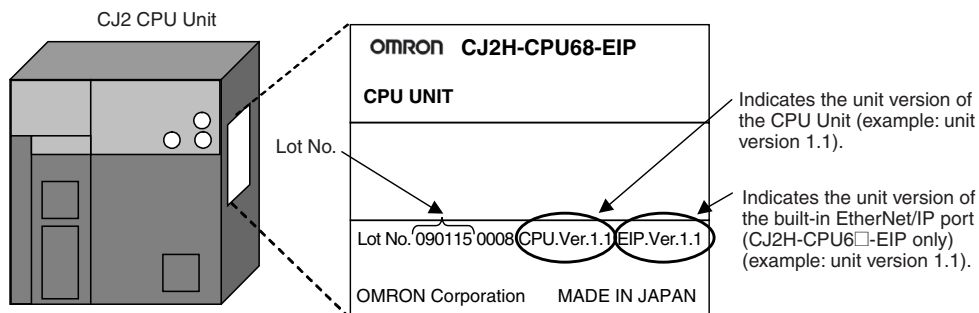 CJ2 CPU Unit
OMRON CJ2H-CPU68-EIP
CPU UNIT
Lot No.
Lot No. 090115 0008 CPU.Ver.1.1 EIP.Ver.1.1
OMRON Corporation MADE IN JAPAN
Indicates the unit version of
the CPU Unit (example: unit
version 1.1).
Indicates the unit version of
the built-in EtherNet/IP port
(CJ2H-CPU6□-EIP only)
(example: unit version 1.1).